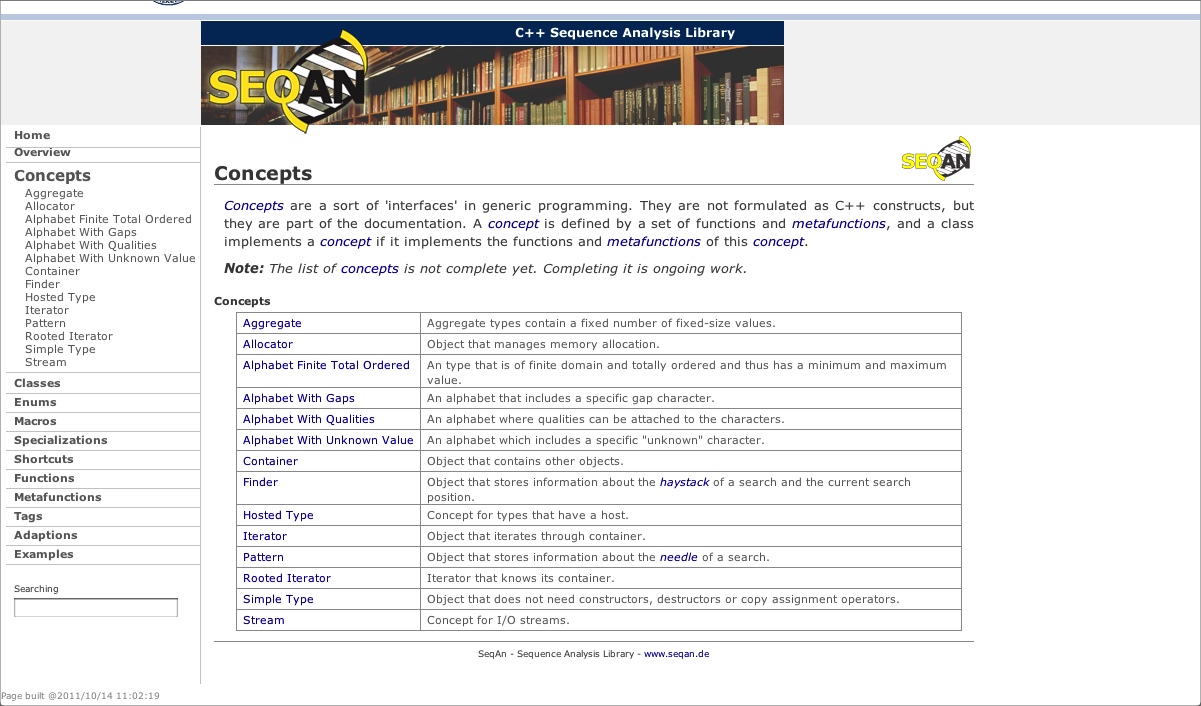 C++ Sequence Analysis Library
SEQAN
Home
Overview
Concepts
Aggregate
Allocator
Alphabet Finite Total Ordered
Alphabet With Gaps
Alphabet With Qualities
Alphabet With Unknown Value
Container
Finder
Hosted Type
Iterator
Pattern
Rooted Iterator
Simple Type
Stream
Classes
Enums
Macros
Specializations
Shortcuts
Functions
Metafunctions
Tags
Adaptions
Examples
Searching
Concepts
SEQAN
Concepts are a sort of 'interfaces' in generic programming. They are not formulated as C++ constructs, but
they are part of the documentation. A concept is defined by a set of functions and metafunctions, and a class
implements a concept if it implements the functions and metafunctions of this concept.
Note: The list of concepts is not complete yet. Completing it is ongoing work.
Concepts
Aggregate Aggregate types contain a fixed number of fixed-size values.
Allocator Object that manages memory allocation.
Alphabet Finite Total Ordered An type that is of finite domain and totally ordered and thus has a minimum and maximum
value.
Alphabet With Gaps An alphabet that includes a specific gap character.
Alphabet With Qualities An alphabet where qualities can be attached to the characters.
Alphabet With Unknown Value An alphabet which includes a specific "unknown" character.
Container Object that contains other objects.
Finder Object that stores information about the haystack of a search and the current search
position.
Hosted Type Concept for types that have a host.
Iterator Object that iterates through container.
Pattern Object that stores information about the needle of a search.
Rooted Iterator Iterator that knows its container.
Simple Type Object that does not need constructors, destructors or copy assignment operators.
Stream Concept for I/O streams.
SeqAn - Sequence Analysis Library - www.seqan.de
Page built @2011/10/14 11:02:19